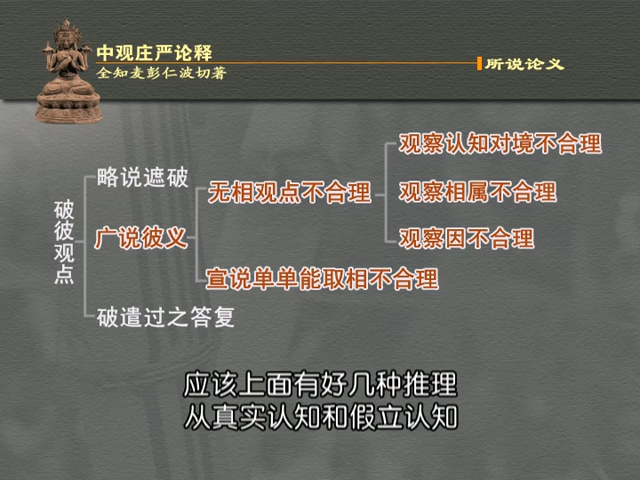 中观庄严论释
全知麦彭仁波切著
所说论义
破彼观点
略说遮破
广说彼义
破遣过之答复
无相观点不合理
宣说单单能取相不合理
观察认知对境不合理
观察相属不合理
观察因不合理
应该上面有好几种推理
从真实认知和假立认知